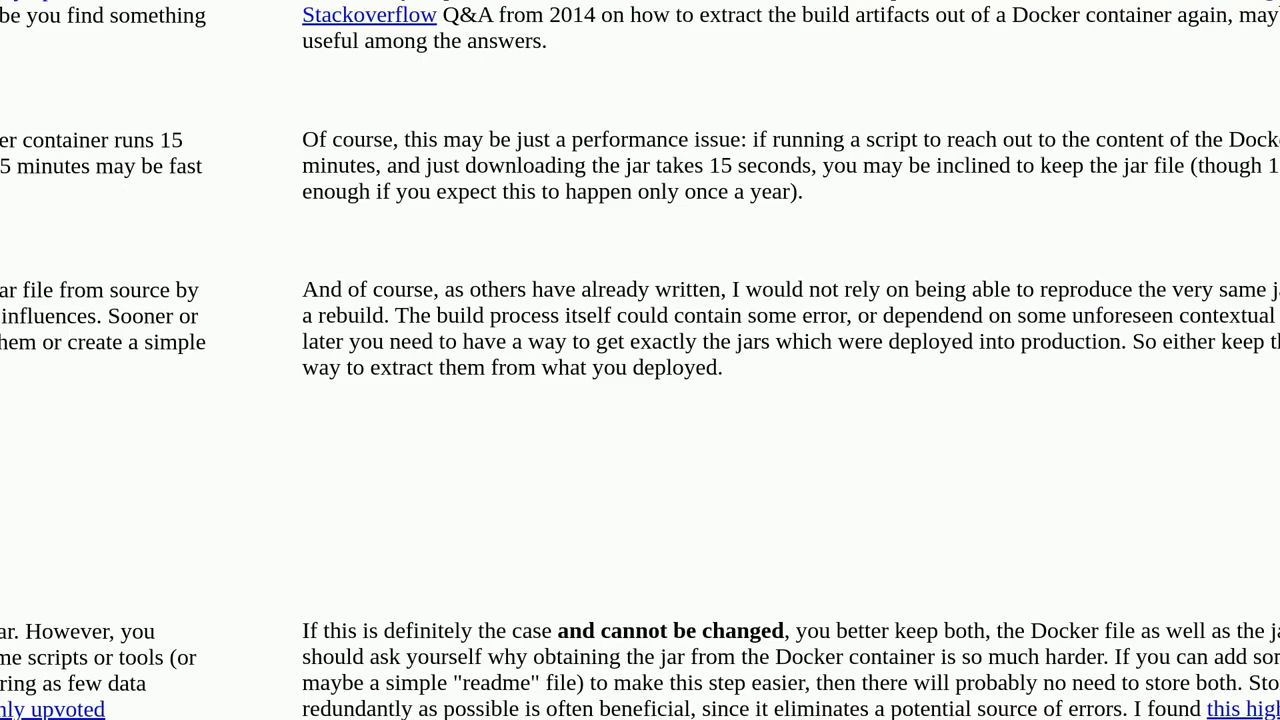 be you find something
er container runs 15
5 minutes may be fast
ar file from source by
influences. Sooner or
hem or create a simple
ar. However, you
me scripts or tools (or
ring as few data
hly upvoted
Stackoverflow Q&A from 2014 on how to extract the build artifacts out of a Docker container again, may
useful among the answers.
Of course, this may be just a performance issue: if running a script to reach out to the content of the Dock
minutes, and just downloading the jar takes 15 seconds, you may be inclined to keep the jar file (though 1
enough if you expect this to happen only once a year).
And of course, as others have already written, I would not rely on being able to reproduce the very same j
a rebuild. The build process itself could contain some error, or dependend on some unforeseen contextual
later you need to have a way to get exactly the jars which were deployed into production. So either keep t
way to extract them from what you deployed.
If this is definitely the case and cannot be changed, you better keep both, the Docker file as well as the ja
should ask yourself why obtaining the jar from the Docker container is so much harder. If you can add so
maybe a simple "readme" file) to make this step easier, then there will probably no need to store both. Sto
redundantly as possible is often beneficial, since it eliminates a potential source of errors. I found this hig